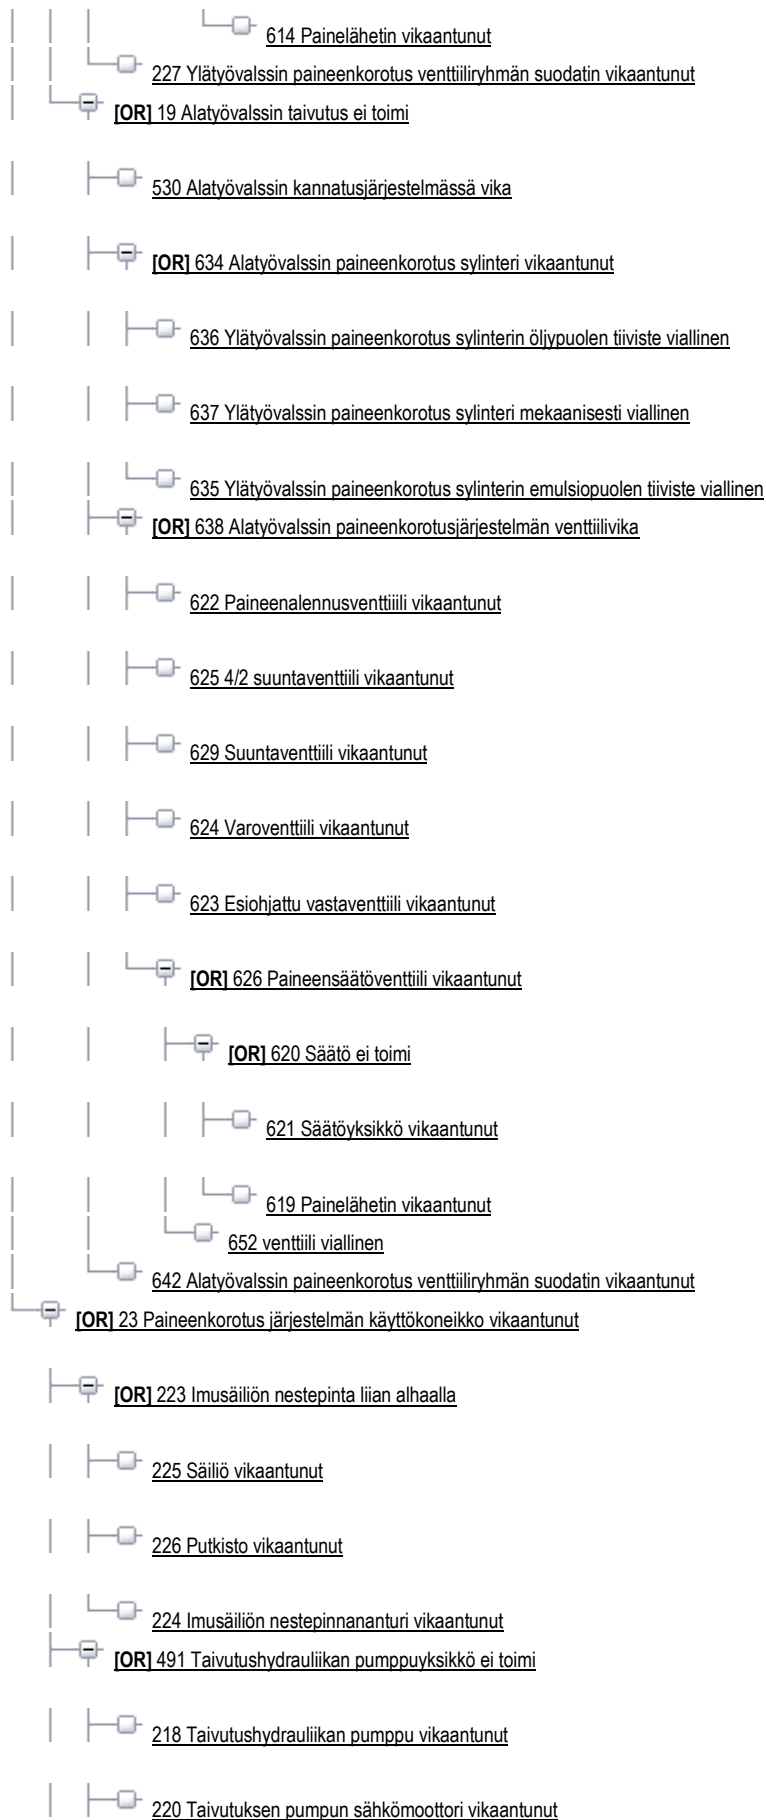 614 Painelähetin vikaantunut
227 Ylätyövalssin paineenkorotus venttiiliryhmän suodatin vikaantunut
[OR] 19 Alatyövalssin taivutus ei toimi
530 Alatyövalssin kannatusjärjestelmässä vika
[OR] 634 Alatyövalssin paineenkorotus sylinteri vikaantunut
636 Ylätyövalssin paineenkorotus sylinterin öljypuolen tiiviste viallinen
637 Ylätyövalssin paineenkorotus sylinteri mekaanisesti viallinen
635 Ylätyövalssin paineenkorotus sylinterin emulsiopuolen tiiviste viallinen
[OR] 638 Alatyövalssin paineenkorotusjärjestelmän venttiilivika
622 Paineenalennusventtiiili vikaantunut
625 4/2 suuntaventtiili vikaantunut
629 Suuntaventtiili vikaantunut
624 Varoventtiili vikaantunut
623 Esiohjattu vastaventtiili vikaantunut
[OR] 626 Paineensäätöventtiili vikaantunut
[OR] 620 Säätö ei toimi
621 Säätöyksikkö vikaantunut
619 Painelähetin vikaantunut
652 venttiili viallinen
642 Alatyövalssin paineenkorotus venttiiliryhmän suodatin vikaantunut
[OR] 23 Paineenkorotus järjestelmän käyttökoneikko vikaantunut
[OR] 223 Imusäiliön nestepinta liian alhaalla
225 Säiliö vikaantunut
226 Putkisto vikaantunut
224 Imusäiliön nestepinnananturi vikaantunut
[OR] 491 Taivutushydrauliikan pumppuyksikkö ei toimi
218 Taivutushydrauliikan pumppu vikaantunut
220 Taivutuksen pumpun sähkömoottori vikaantunut